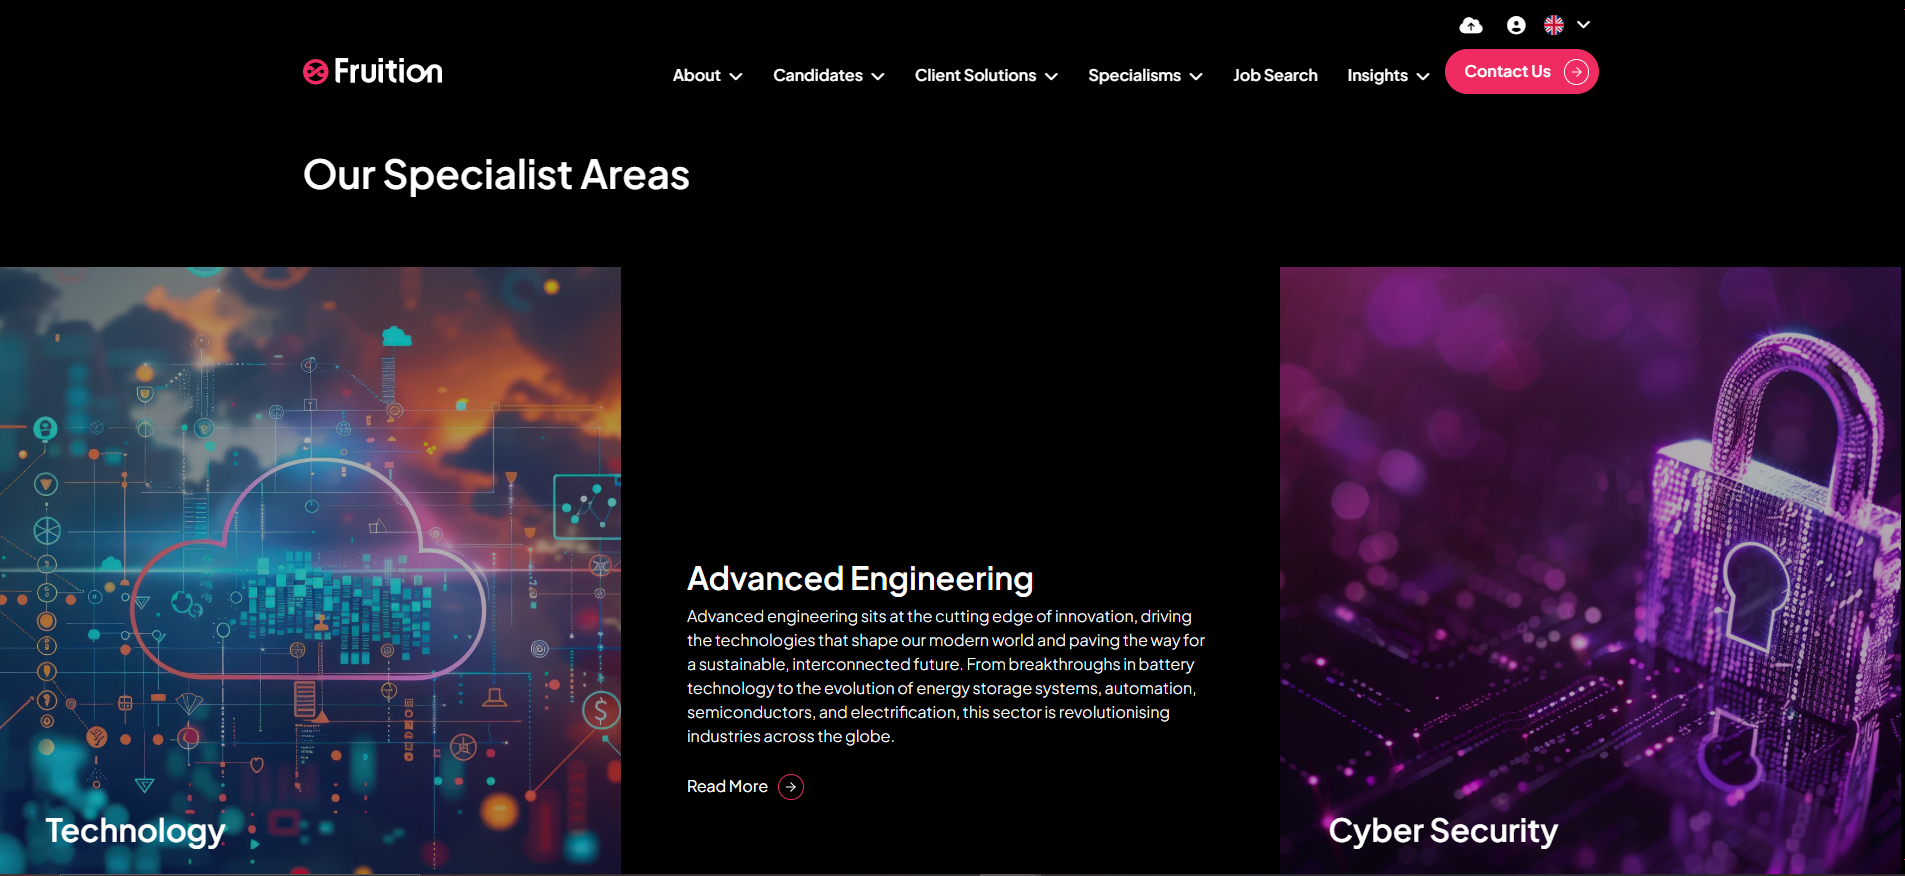 Fruition
About
Candidates
Client Solutions
Specialisms
Job Search
Insights
Contact Us
Our Specialist Areas
Technology
Advanced Engineering
Advanced engineering sits at the cutting edge of innovation, driving
the technologies that shape our modern world and paving the way for
a sustainable, interconnected future. From breakthroughs in battery
technology to the evolution of energy storage systems, automation,
semiconductors, and electrification, this sector is revolutionising
industries across the globe.
Read More
Cyber Security